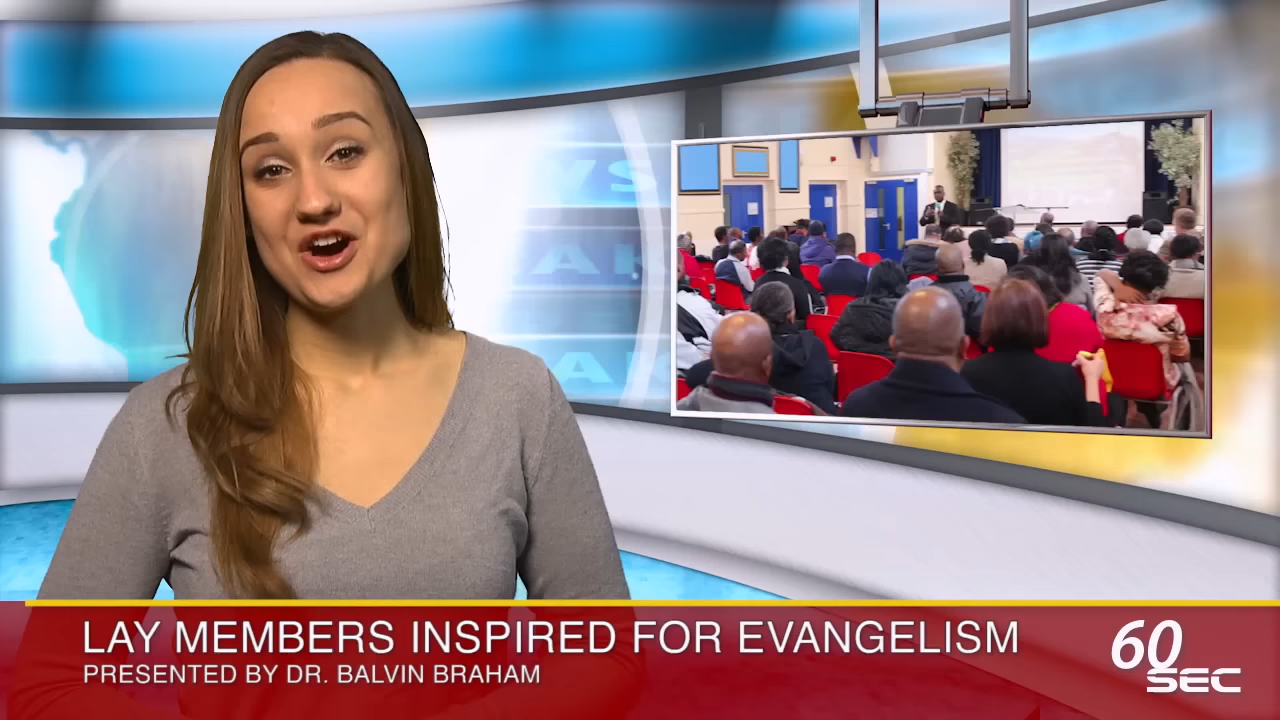 LAY MEMBERS INSPIRED FOR EVANGELISM
PRESENTED BY DR. BALVIN BRAHAM
60
SEC